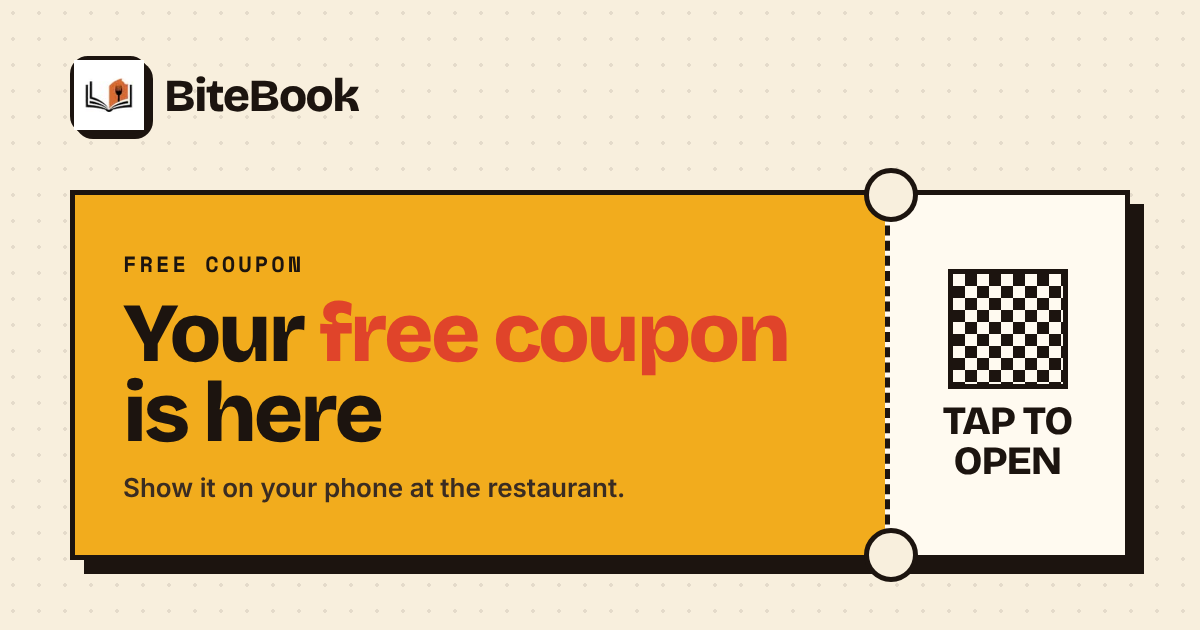 BiteBook
FREE COUPON
Your free coupon
is here
Show it on your phone at the restaurant.
TAP TO
OPEN